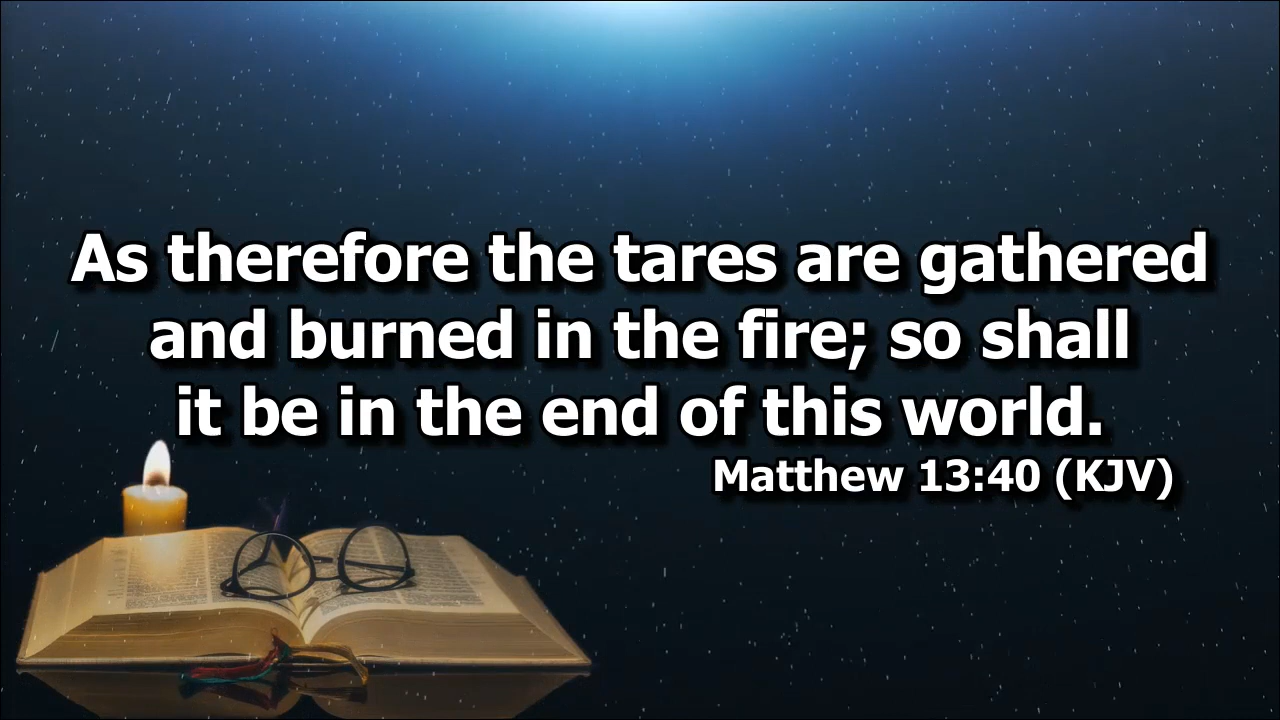 As therefore the tares are gathered
and burned in the fire; so shall
it be in the end of this world.
Matthew 13:40 (KJV)